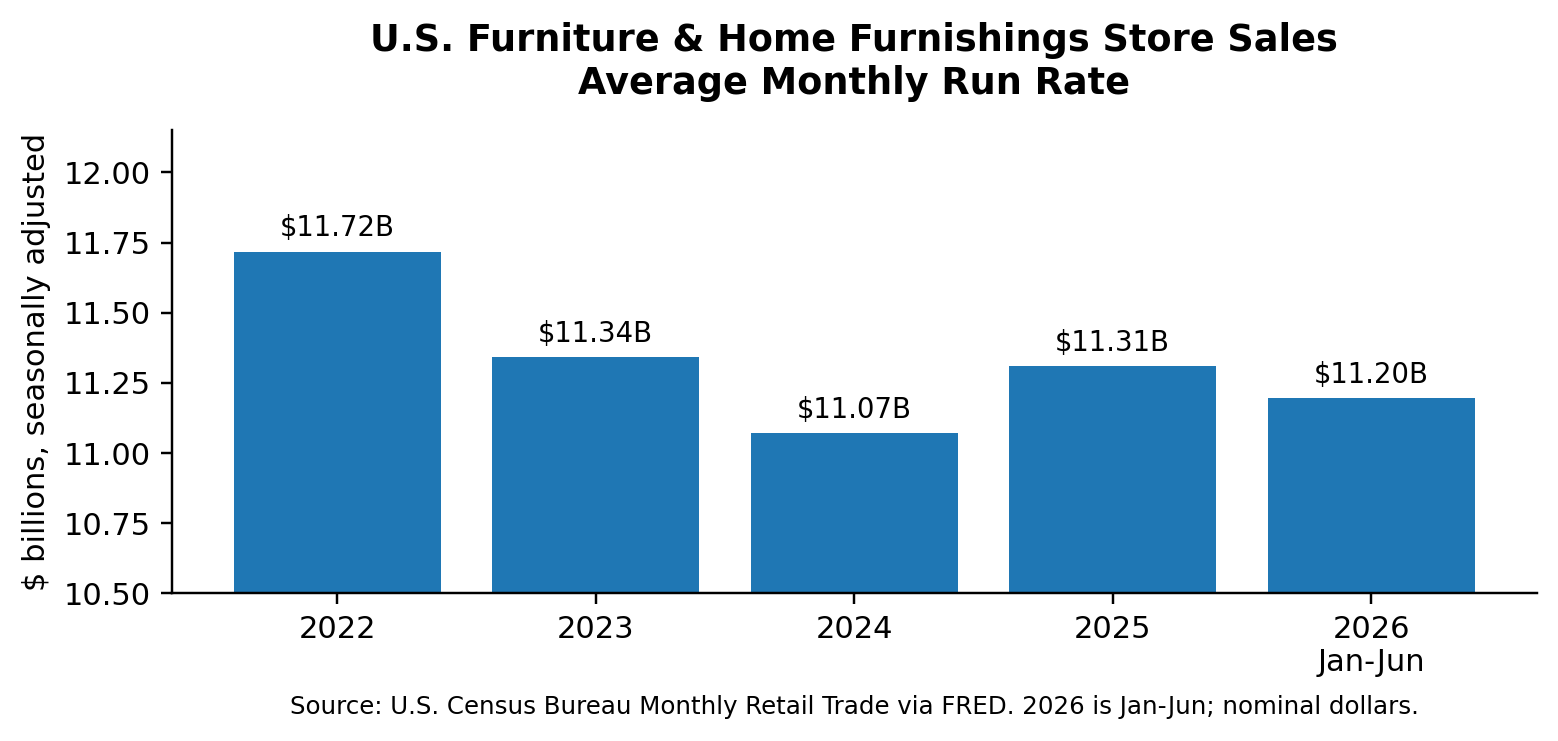 U.S. Furniture & Home Furnishings Store Sales
Average Monthly Run Rate
$ billions, seasonally adjusted
12.00
11.75
11.50
11.25
11.00
10.75
10.50
$11.72B
$11.34B
$11.07B
$11.31B
$11.20B
2022
2023
2024
2025
2026
Jan-Jun
Source: U.S. Census Bureau Monthly Retail Trade via FRED. 2026 is Jan-Jun; nominal dollars.